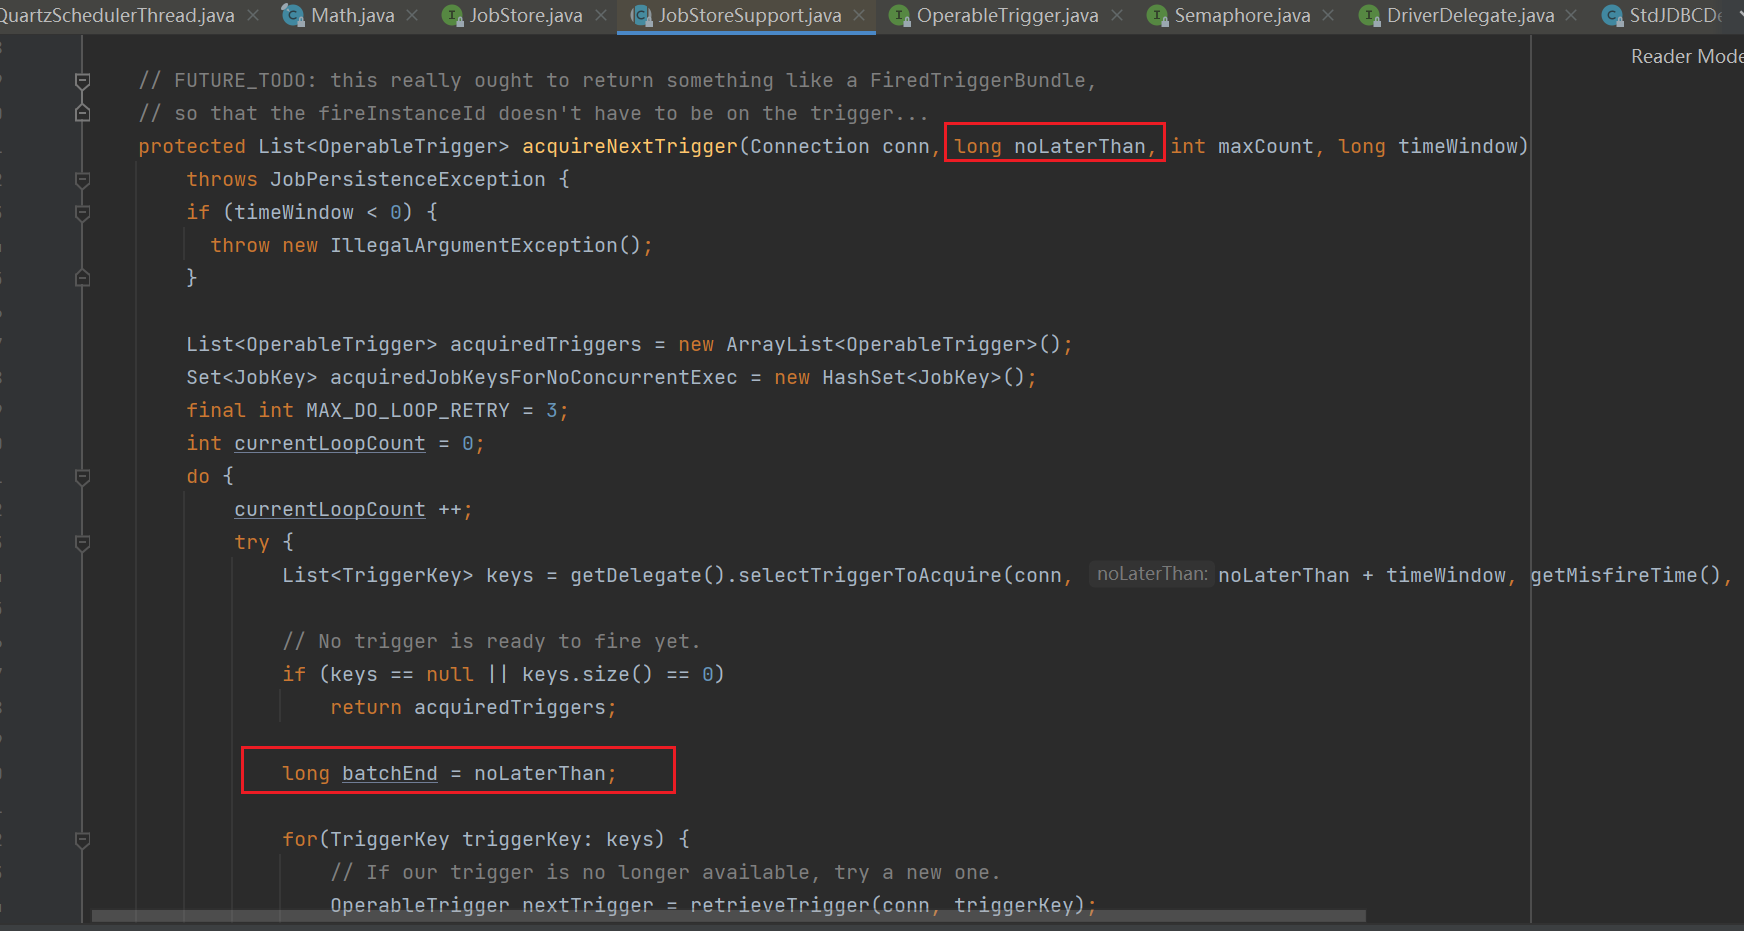 QuartzSchedulerThread.java Math.java JobStore.java JobStoreSupport.java OperableTrigger.java Semaphore.java DriverDelegate.java StdJDBCDe
Reader Mode
// FUTURE_TODO: this really ought to return something like a FiredTriggerBundle,
// so that the fireInstanceId doesn't have to be on the trigger...
protected List<OperableTrigger> acquireNextTrigger(Connection conn, long noLaterThan, int maxCount, long timeWindow)
throws JobPersistenceException {
if (timeWindow < 0) {
throw new IllegalArgumentException();
}
List<OperableTrigger> acquiredTriggers = new ArrayList<OperableTrigger>();
Set<JobKey> acquiredJobKeysForNoConcurrentExec = new HashSet<JobKey>();
final int MAX_DO_LOOP_RETRY = 3;
int currentLoopCount = 0;
do {
currentLoopCount ++;
try {
List<TriggerKey> keys = getDelegate().selectTriggerToAcquire(conn, noLaterThan: noLaterThan + timeWindow, getMisfireTime(),
// No trigger is ready to fire yet.
if (keys == null || keys.size() == 0)
return acquiredTriggers;
long batchEnd = noLaterThan;
for(TriggerKey triggerKey: keys) {
// If our trigger is no longer available, try a new one.
OperableTrigger nextTrigger = retrieveTrigger(conn, triggerKey);